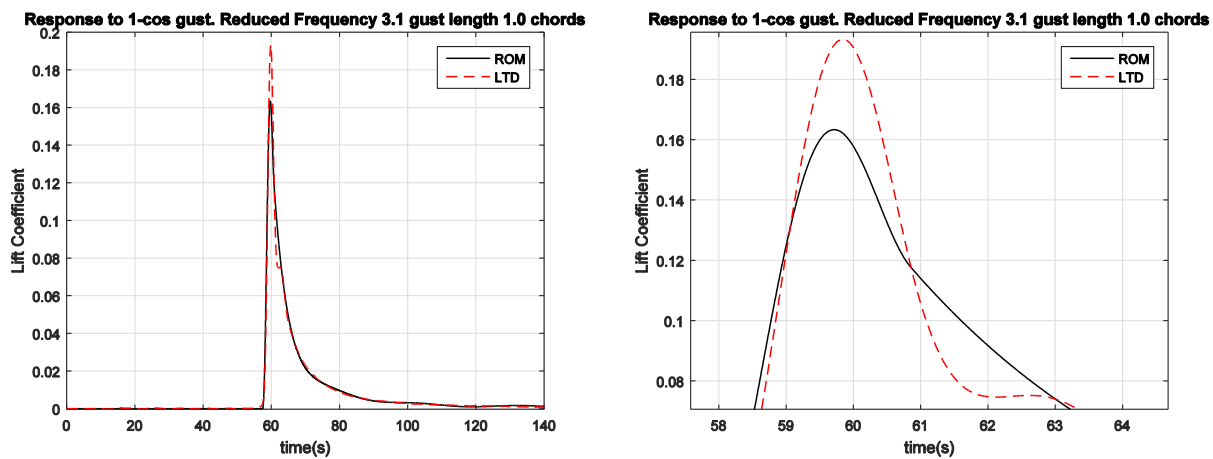 Response to 1-cos gust. Reduced Frequency 3.1 gust length 1.0 chords
0.2
0.18
0.16
0.14
0.12
0.1
0.08
0.06
0.04
0.02
0
Lift Coefficient
ROM
LTD
0 20 40 60 80 100 120 140
time(s)
Response to 1-cos gust. Reduced Frequency 3.1 gust length 1.0 chords
0.18
0.16
0.14
0.12
0.1
0.08
Lift Coefficient
ROM
LTD
58 59 60 61 62 63 64
time(s)